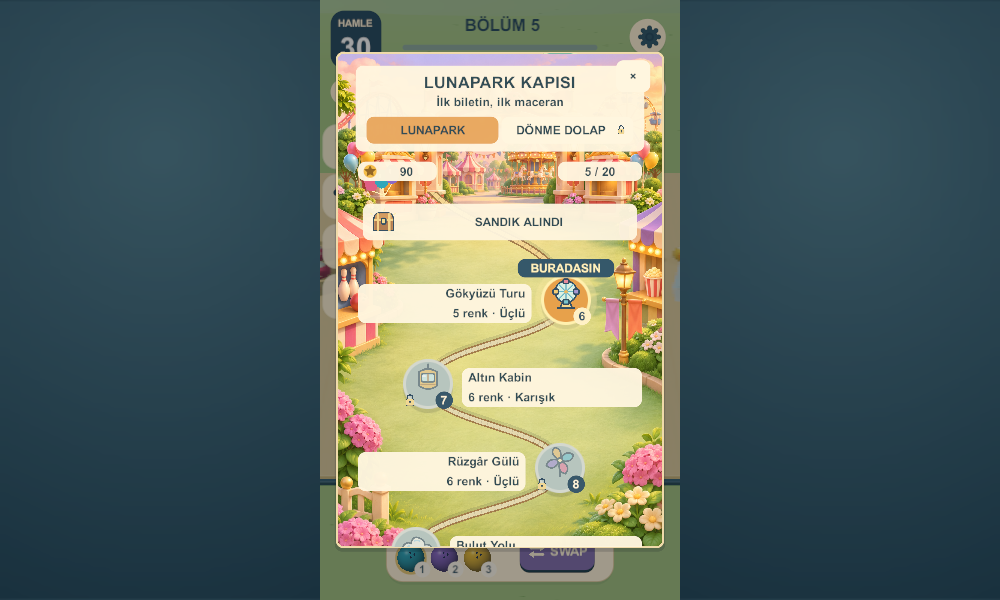 HAMLE
30
BÖLÜM 5
LUNAPARK KAPISI
×
İlk biletin, ilk maceran
LUNAPARK
DÖNME DOLAP
90
5 / 20
SANDIK ALINDI
BURADASIN
Gökyüzü Turu
5 renk · Üçlü
6
Altın Kabin
6 renk · Karışık
7
Rüzgâr Gülü
6 renk · Üçlü
8
Bulut Yolu
1
2
3
SWAP